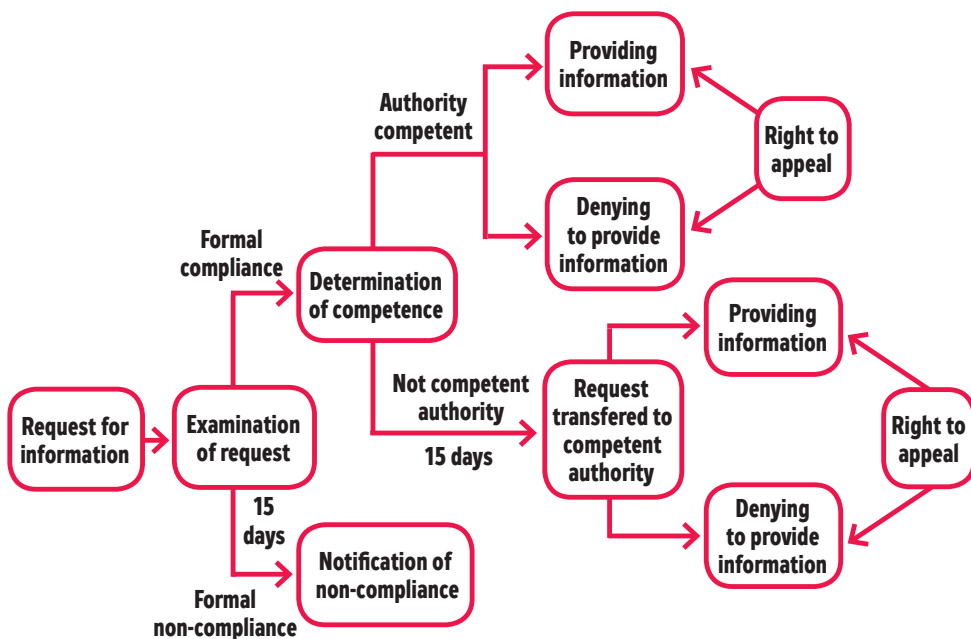 Request for
information
Examination
of request
Formal
compliance
15
days
Formal
non-compliance
Notification of
non-compliance
Determination
of competence
Authority
competent
Providing
information
Denying
to provide
information
Right to
appeal
Not competent
authority
15 days
Request
transfered to
competent
authority
Providing
information
Denying
to provide
information
Right to
appeal